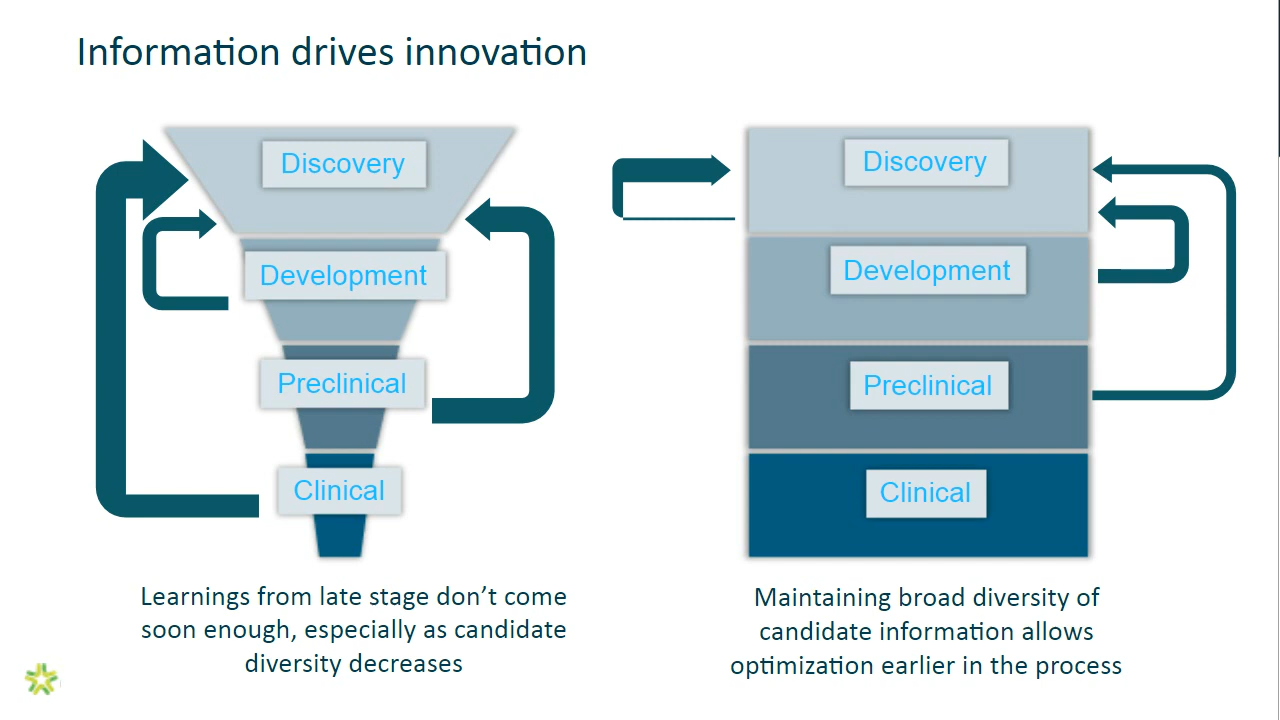 Information drives innovation
Discovery
Development
Preclinical
Clinical
Learnings from late stage don’t come
soon enough, especially as candidate
diversity decreases
Discovery
Development
Preclinical
Clinical
Maintaining broad diversity of
candidate information allows
optimization earlier in the process